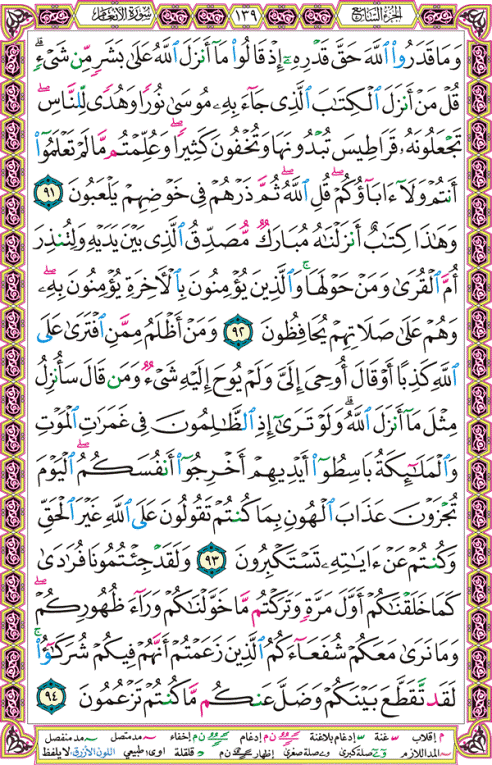 الجزء السابع
١٣٩
سورة الأنعام
وَمَا قَدَرُوا۟ ٱللَّهَ حَقَّ قَدْرِهِۦٓ إِذْ قَالُوا۟ مَآ أَنزَلَ ٱللَّهُ عَلَىٰ بَشَرٍ مِّن شَىْءٍ ۗ
قُلْ مَنْ أَنزَلَ ٱلْكِتَـٰبَ ٱلَّذِى جَآءَ بِهِۦ مُوسَىٰ نُورًا وَهُدًى لِّلنَّاسِ ۖ
تَجْعَلُونَهُۥ قَرَاطِيسَ تُبْدُونَهَا وَتُخْفُونَ كَثِيرًا ۖ وَعُلِّمْتُم مَّا لَمْ تَعْلَمُوٓا۟
أَنتُمْ وَلَآ ءَابَآؤُكُمْ ۖ قُلِ ٱللَّهُ ۖ ثُمَّ ذَرْهُمْ فِى خَوْضِهِمْ يَلْعَبُونَ ٩١
وَهَـٰذَا كِتَـٰبٌ أَنزَلْنَـٰهُ مُبَارَكٌ مُّصَدِّقُ ٱلَّذِى بَيْنَ يَدَيْهِ وَلِتُنذِرَ
أُمَّ ٱلْقُرَىٰ وَمَنْ حَوْلَهَا ۚ وَٱلَّذِينَ يُؤْمِنُونَ بِٱلْـَٔاخِرَةِ يُؤْمِنُونَ بِهِۦ ۖ
وَهُمْ عَلَىٰ صَلَاتِهِمْ يُحَافِظُونَ ٩٢ وَمَنْ أَظْلَمُ مِمَّنِ ٱفْتَرَىٰ عَلَى
ٱللَّهِ كَذِبًا أَوْ قَالَ أُوحِىَ إِلَىَّ وَلَمْ يُوحَ إِلَيْهِ شَىْءٌ وَمَن قَالَ سَأُنزِلُ
مِثْلَ مَآ أَنزَلَ ٱللَّهُ ۗ وَلَوْ تَرَىٰٓ إِذِ ٱلظَّـٰلِمُونَ فِى غَمَرَٰتِ ٱلْمَوْتِ
وَٱلْمَلَـٰٓئِكَةُ بَاسِطُوٓا۟ أَيْدِيهِمْ أَخْرِجُوٓا۟ أَنفُسَكُمُ ۖ ٱلْيَوْمَ
تُجْزَوْنَ عَذَابَ ٱلْهُونِ بِمَا كُنتُمْ تَقُولُونَ عَلَى ٱللَّهِ غَيْرَ ٱلْحَقِّ
وَكُنتُمْ عَنْ ءَايَـٰتِهِۦ تَسْتَكْبِرُونَ ٩٣ وَلَقَدْ جِئْتُمُونَا فُرَٰدَىٰ
كَمَا خَلَقْنَـٰكُمْ أَوَّلَ مَرَّةٍ وَتَرَكْتُم مَّا خَوَّلْنَـٰكُمْ وَرَآءَ ظُهُورِكُمْ ۖ
وَمَا نَرَىٰ مَعَكُمْ شُفَعَآءَكُمُ ٱلَّذِينَ زَعَمْتُمْ أَنَّهُمْ فِيكُمْ شُرَكَـٰٓؤُا۟ ۚ
لَقَد تَّقَطَّعَ بَيْنَكُمْ وَضَلَّ عَنكُم مَّا كُنتُمْ تَزْعُمُونَ ٩٤
م إقلاب س غنة إدغام بلاغنة ن م إدغام ن م إخفاء مد متصل مد منفصل
المد اللازم صلة كبرى وصلة صغرى إظهار ن م قلقلة اوى: طبيعي اللون الأزرق: لا يلفظ